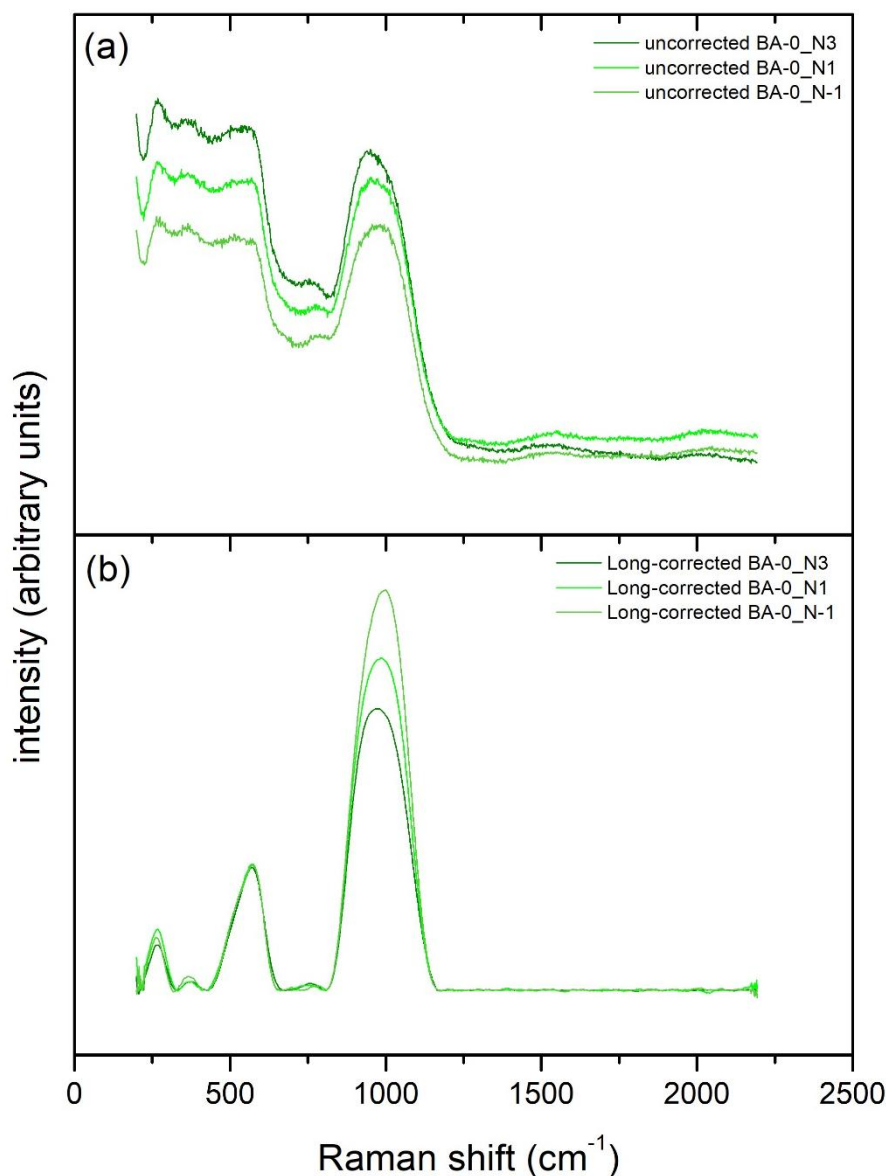 (a)
uncorrected BA-0_N3
uncorrected BA-0_N1
uncorrected BA-0_N-1
(b)
Long-corrected BA-0_N3
Long-corrected BA-0_N1
Long-corrected BA-0_N-1
intensity (arbitrary units)
0 500 1000 1500 2000 2500
Raman shift (cm⁻¹)